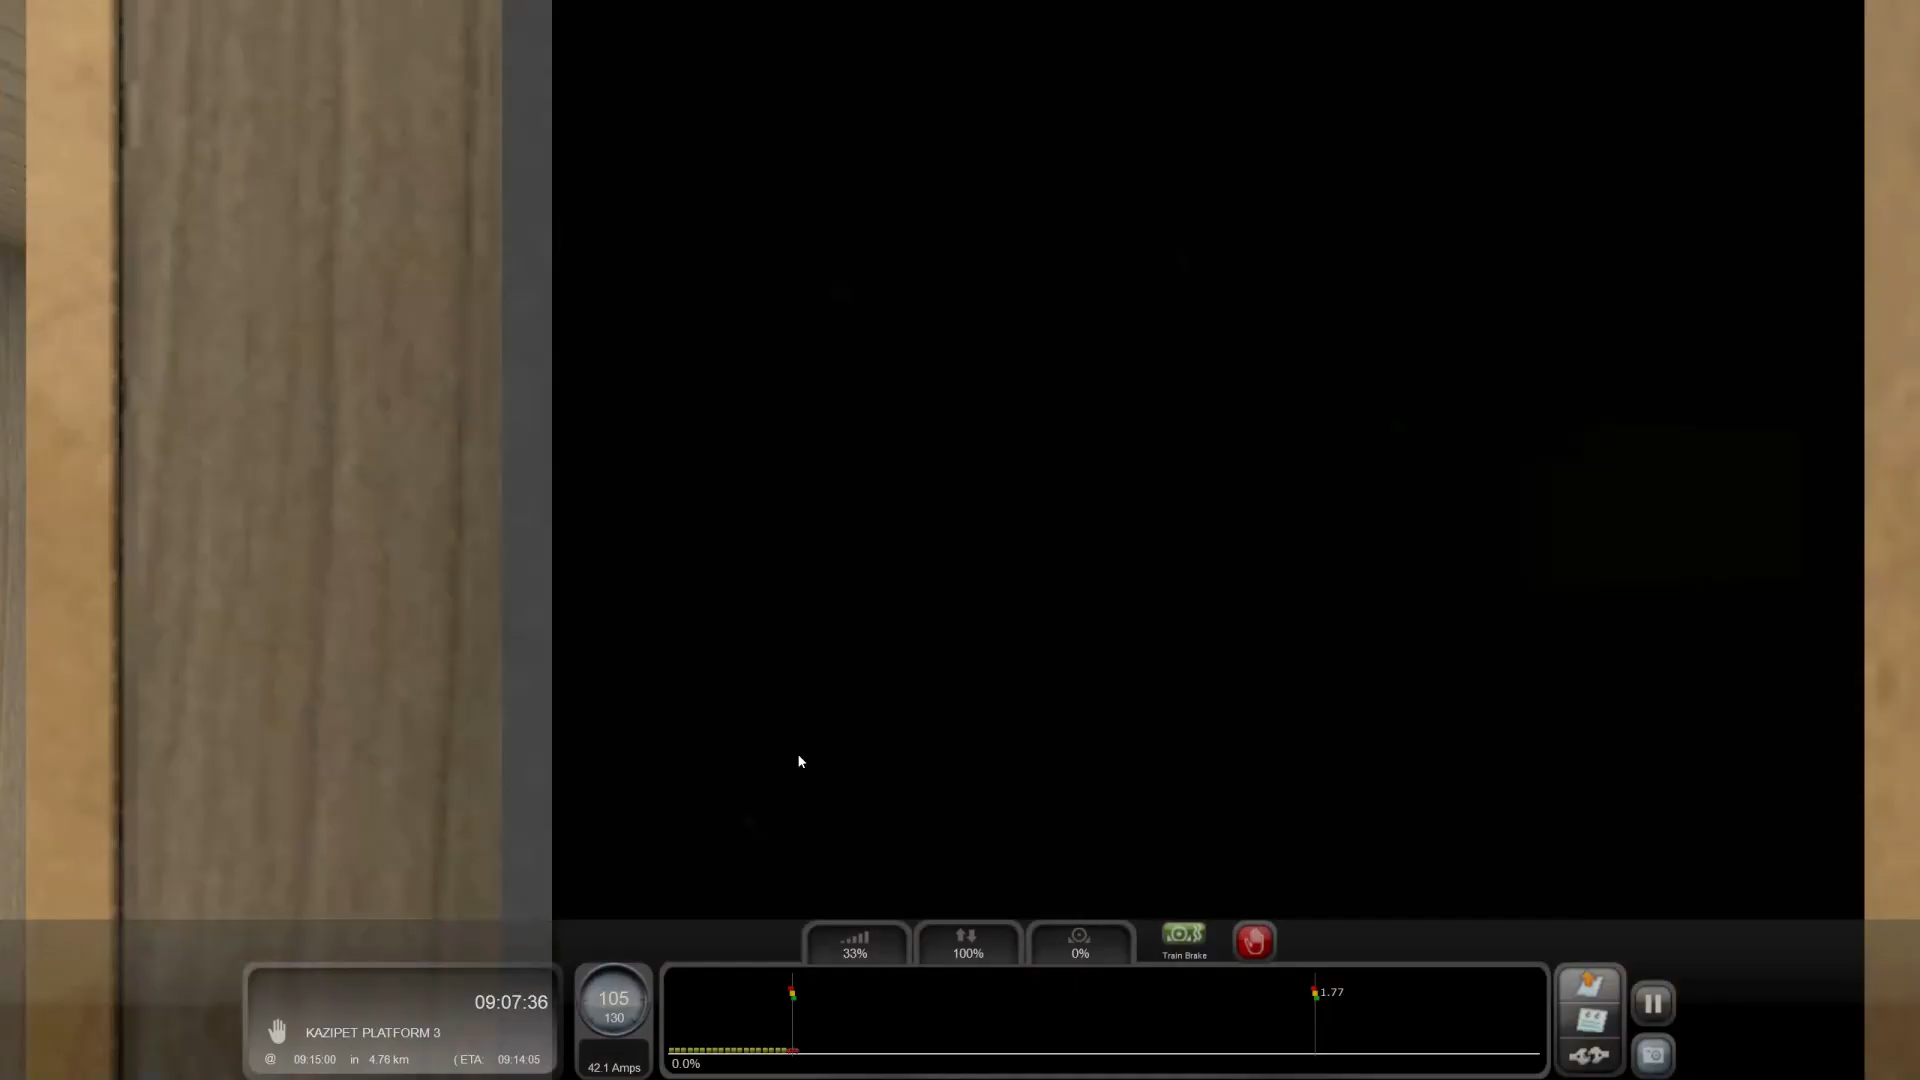 33%
100%
0%
Train Brake
09:07:36
KAZIPET PLATFORM 3
@ 09:15:00 in 4.76 km ( ETA: 09:14:05
105
130
42.1 Amps
1.77
0.0%